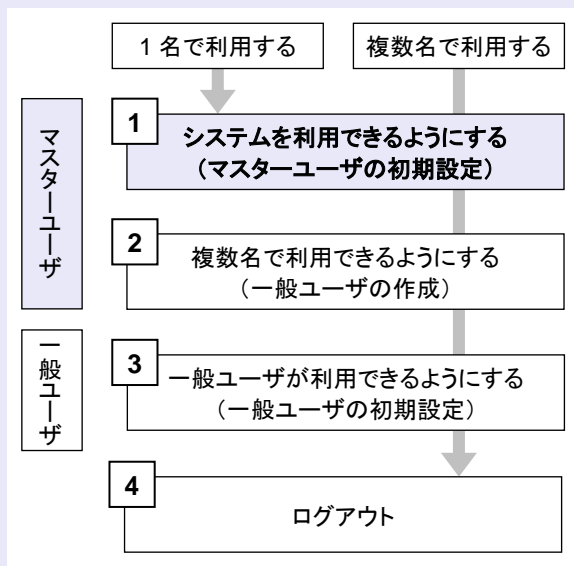 1 名で利用する
複数名で利用する
マスターユーザ
1
システムを利用できるようにする
（マスターユーザの初期設定）
2
複数名で利用できるようにする
（一般ユーザの作成）
一般ユーザ
3
一般ユーザが利用できるようにする
（一般ユーザの初期設定）
4
ログアウト